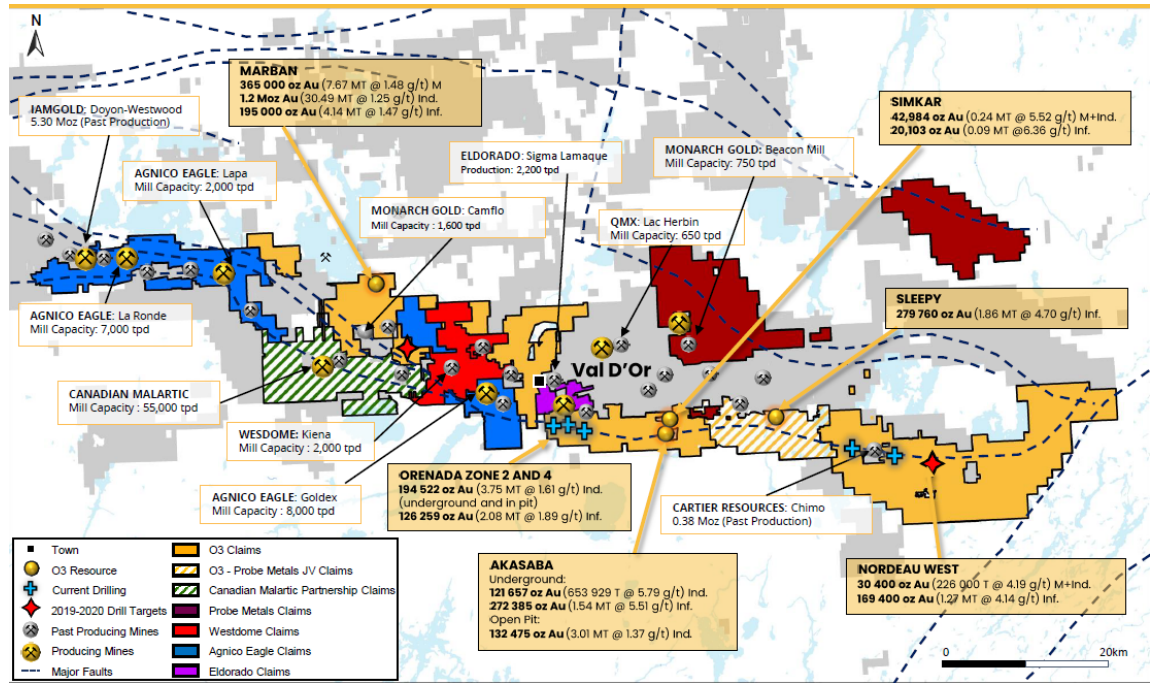 N
MARBAN
365 000 oz Au (7.67 MT @ 1.48 g/t) M
1.2 Moz Au (30.49 MT @ 1.25 g/t) Ind.
195 000 oz Au (4.14 MT @ 1.47 g/t) Inf.
SIMKAR
42,984 oz Au (0.24 MT @ 5.52 g/t) M+Ind.
20,103 oz Au (0.09 MT @6.36 g/t) Inf.
IAMGOLD: Doyon-Westwood
5.30 Moz (Past Production)
AGNICO EAGLE: Lapa
Mill Capacity: 2,000 tpd
ELDORADO: Sigma Lamaque
Production: 2,200 tpd
MONARCH GOLD: Beacon Mill
Mill Capacity: 750 tpd
MONARCH GOLD: Camflo
Mill Capacity : 1,600 tpd
QMX: Lac Herbin
Mill Capacity: 650 tpd
AGNICO EAGLE: La Ronde
Mill Capacity: 7,000 tpd
SLEEPY
279 760 oz Au (1.86 MT @ 4.70 g/t) Inf.
Val D'Or
CANADIAN MALARTIC
Mill Capacity : 55,000 tpd
WESDOME: Kiena
Mill Capacity : 2,000 tpd
ORENADA ZONE 2 AND 4
194 522 oz Au (3.75 MT @ 1.61 g/t) Ind.
(underground and in pit)
126 259 oz Au (2.08 MT @ 1.89 g/t) Inf.
AGNICO EAGLE: Goldex
Mill Capacity : 8,000 tpd
CARTIER RESOURCES: Chimo
0.38 Moz (Past Production)
AKASABA
Underground:
121 657 oz Au (653 929 T @ 5.79 g/t) Ind.
272 385 oz Au (1.54 MT @ 5.51 g/t) Inf.
Open Pit:
132 475 oz Au (3.01 MT @ 1.37 g/t) Ind.
NORDEAU WEST
30 400 oz Au (226 000 T @ 4.19 g/t) M+Ind.
169 400 oz Au (1.27 MT @ 4.14 g/t) Inf.
Town
O3 Resource
Current Drilling
2019-2020 Drill Targets
Past Producing Mines
Producing Mines
Major Faults
O3 Claims
O3 - Probe Metals JV Claims
Canadian Malartic Partnership Claims
Probe Metals Claims
Westdome Claims
Agnico Eagle Claims
Eldorado Claims
0 20km